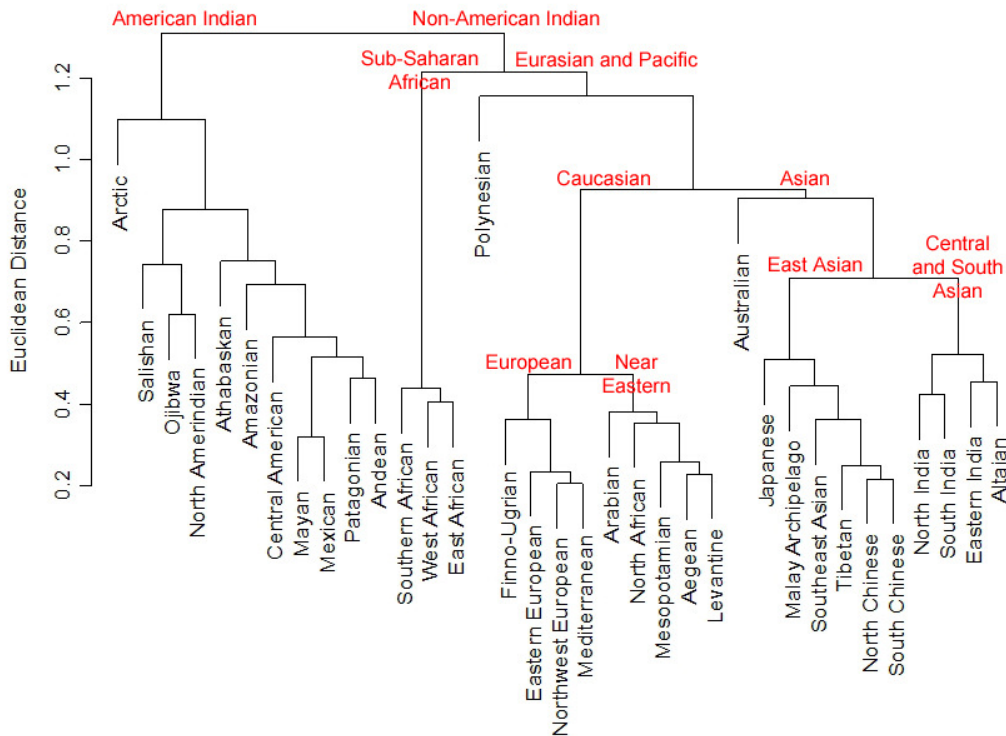 American Indian
Non-American Indian
Sub-Saharan
African
Eurasian and Pacific
Caucasian
Asian
East Asian
Central
and South
Asian
European
Near
Eastern
Euclidean Distance
1.2
1.0
0.8
0.6
0.4
0.2
Arctic
Salishan
Ojibwa
North Amerindian
Athabaskan
Amazonian
Central American
Mayan
Mexican
Patagonian
Andean
Southern African
West African
East African
Polynesian
Finno-Ugrian
Eastern European
Northwest European
Mediterranean
Arabian
North African
Mesopotamian
Aegean
Levantine
Australian
Japanese
Malay Archipelago
Southeast Asian
Tibetan
North Chinese
South Chinese
North India
South India
Eastern India
Altaian